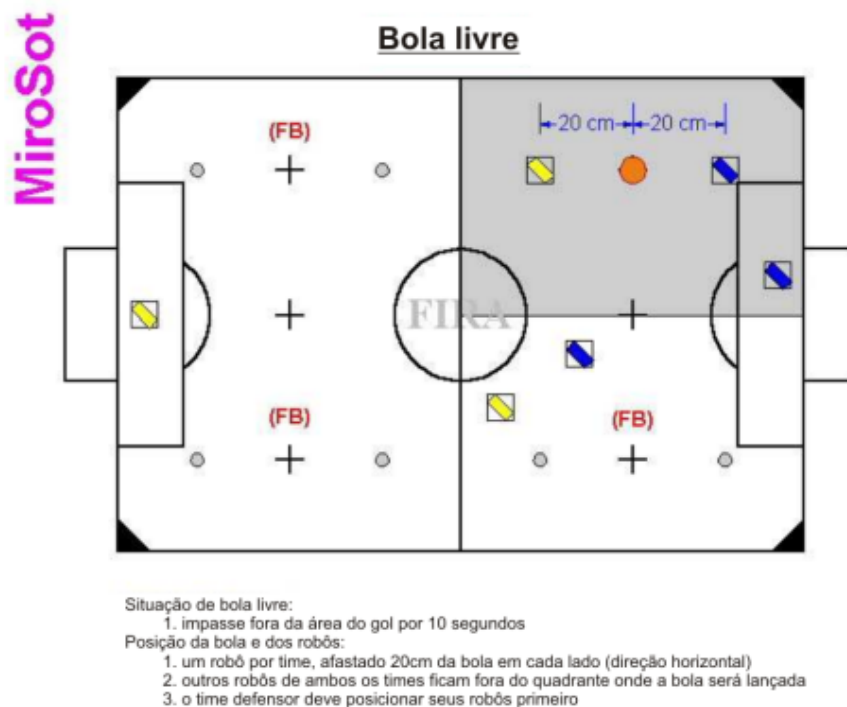 MiroSot
Bola livre
20 cm 20 cm
(FB)
FIRA
(FB) (FB)
Situação de bola livre:
1. impasse fora da área do gol por 10 segundos
Posição da bola e dos robôs:
1. um robô por time, afastado 20cm da bola em cada lado (direção horizontal)
2. outros robôs de ambos os times ficam fora do quadrante onde a bola será lançada
3. o time defensor deve posicionar seus robôs primeiro